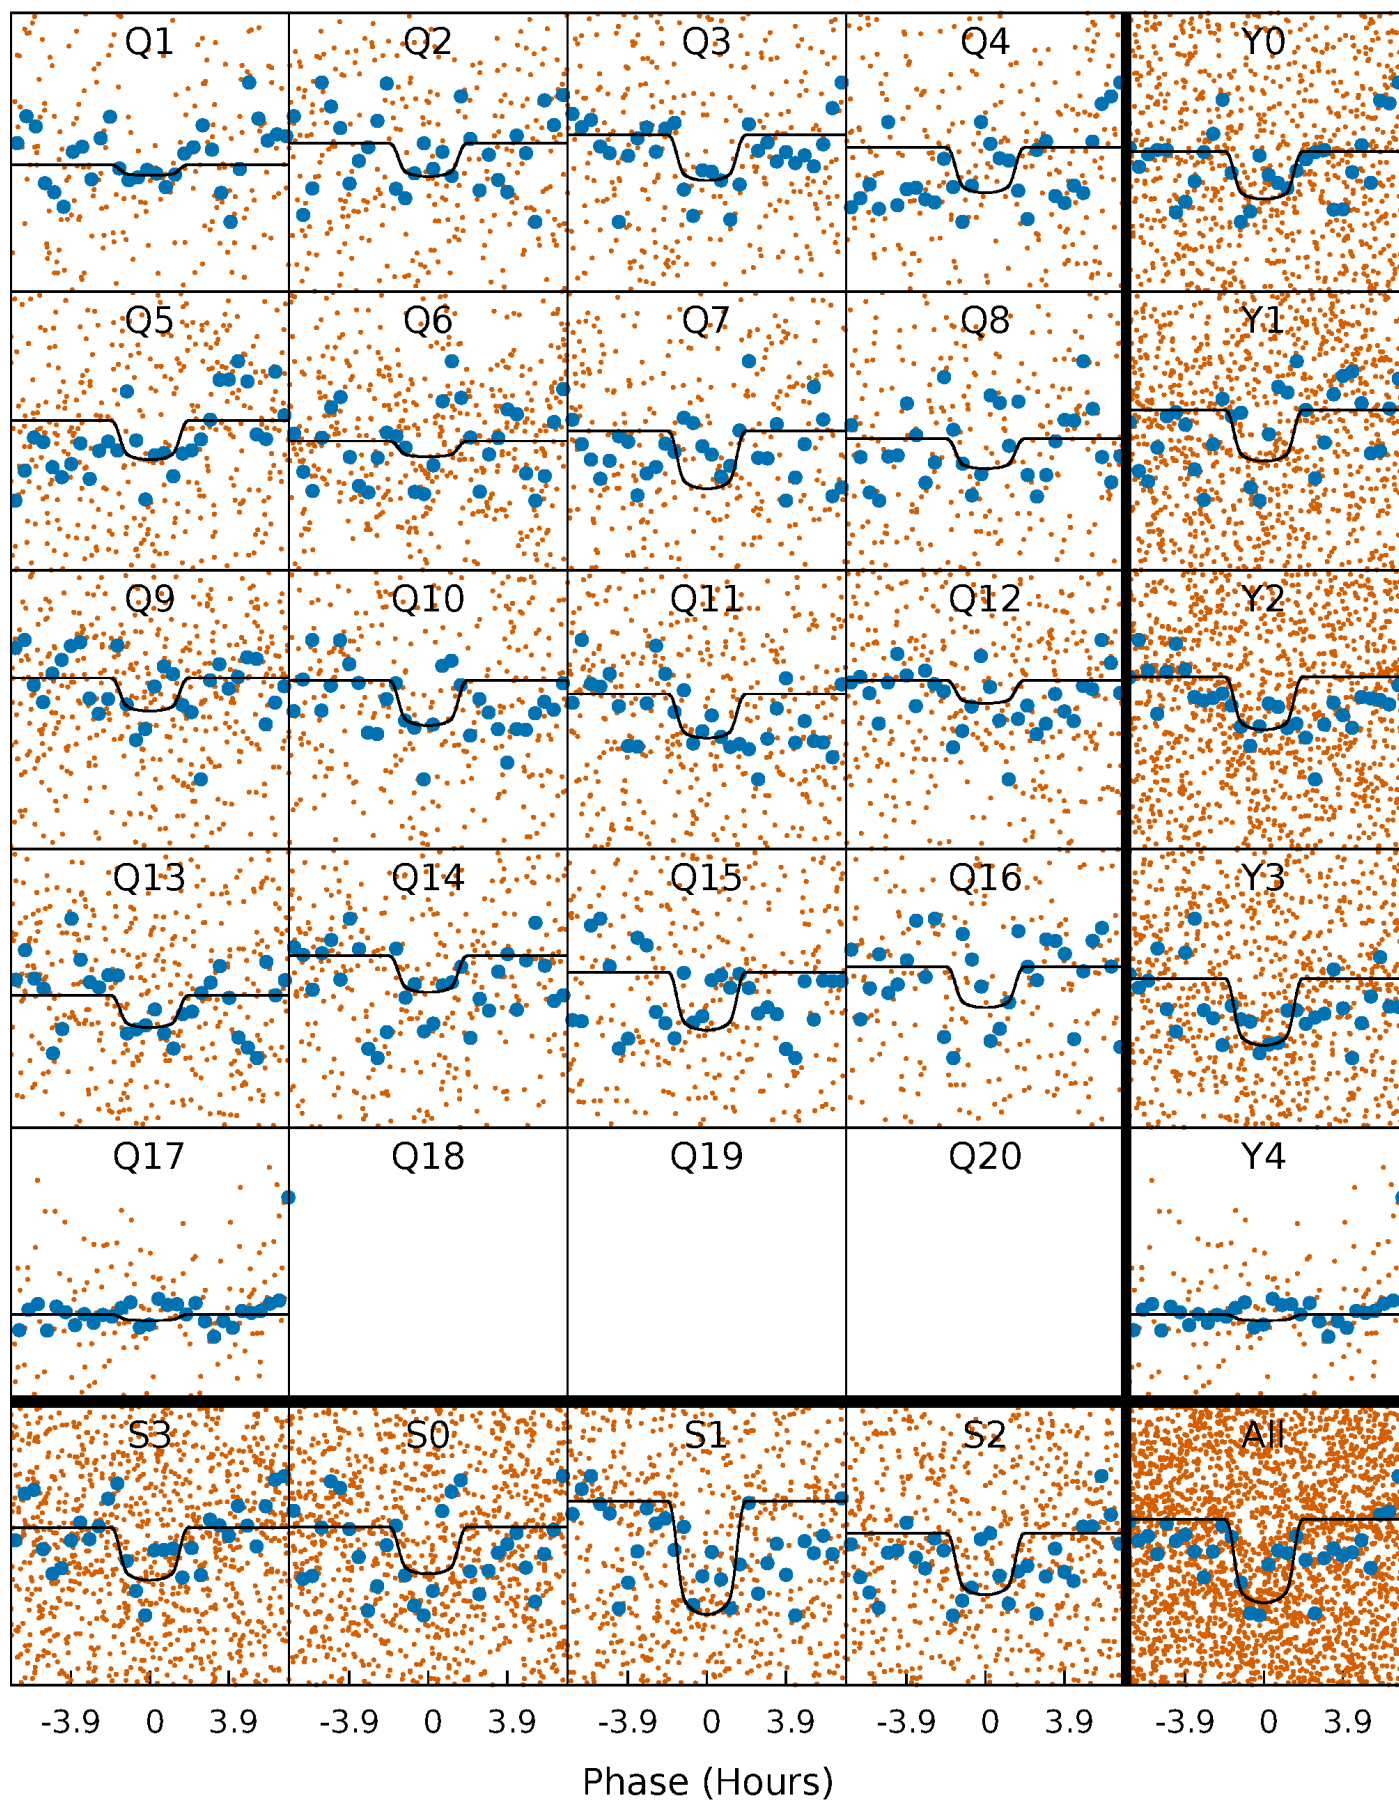 Q1 Q2 Q3 Q4 Y0
Q5 Q6 Q7 Q8 Y1
Q9 Q10 Q11 Q12 Y2
Q13 Q14 Q15 Q16 Y3
Q17 Q18 Q19 Q20 Y4
S3 S0 S1 S2 All
-3.9 0 3.9 -3.9 0 3.9 -3.9 0 3.9 -3.9 0 3.9 -3.9 0 3.9
Phase (Hours)